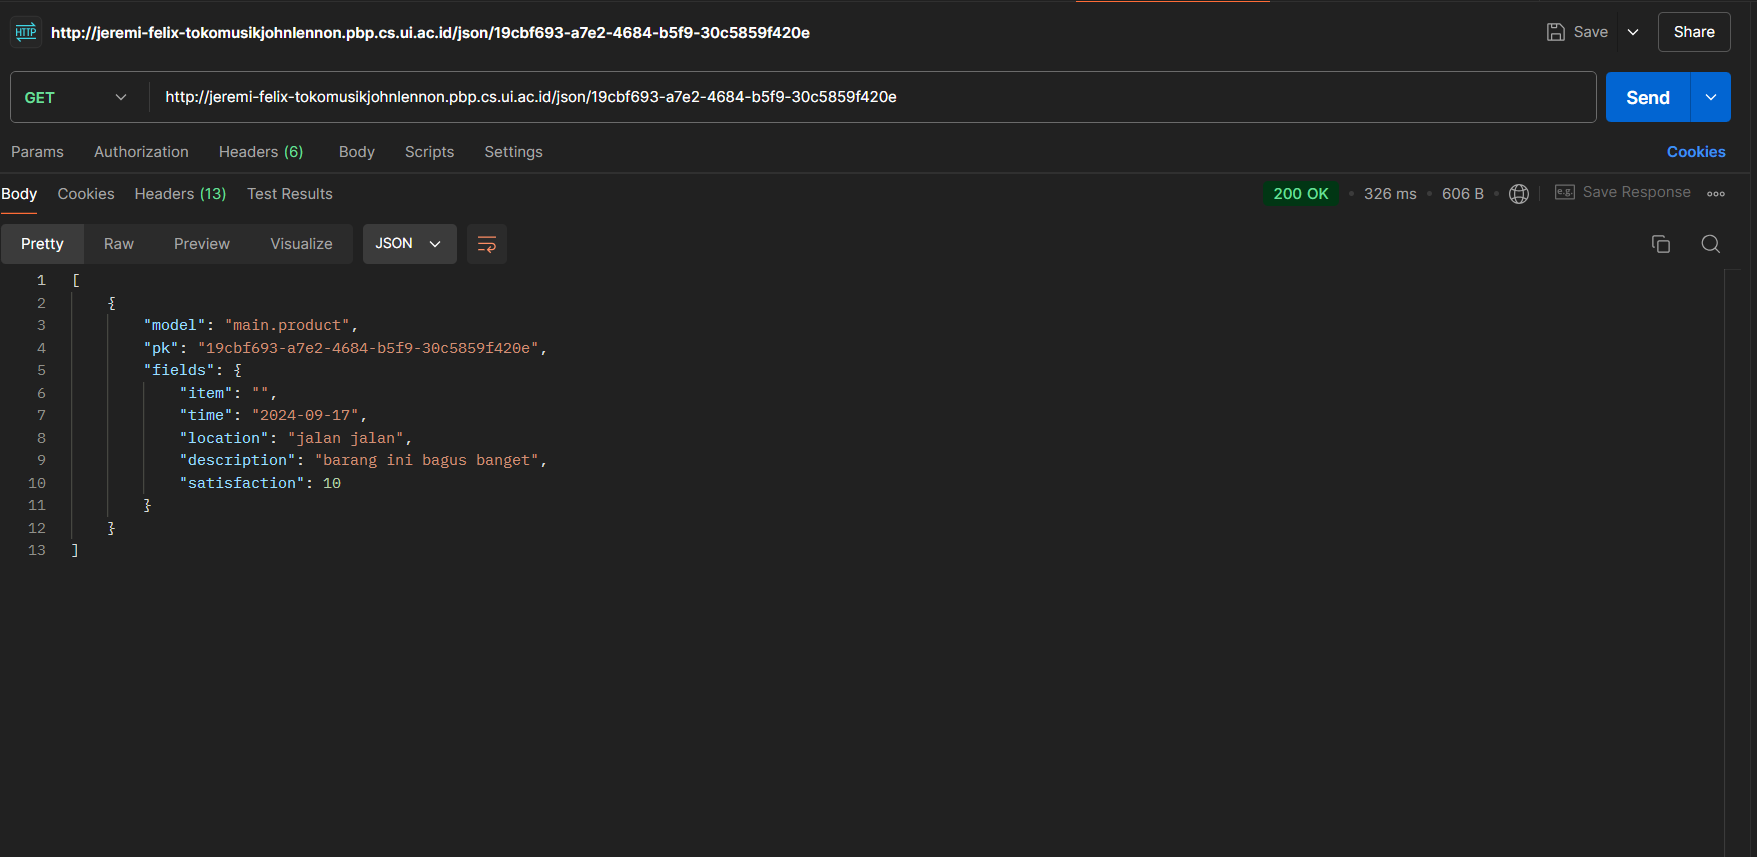 HTTP http://jeremi-felix-tokomusikjohnlennon.pbp.cs.ui.ac.id/json/19cbf693-a7e2-4684-b5f9-30c5859f420e Save Share
GET http://jeremi-felix-tokomusikjohnlennon.pbp.cs.ui.ac.id/json/19cbf693-a7e2-4684-b5f9-30c5859f420e Send
Params Authorization Headers (6) Body Scripts Settings Cookies
Body Cookies Headers (13) Test Results 200 OK • 326 ms • 606 B • e.g. Save Response
Pretty Raw Preview Visualize JSON
1 [
2 {
3 "model": "main.product",
4 "pk": "19cbf693-a7e2-4684-b5f9-30c5859f420e",
5 "fields": {
6 "item": "",
7 "time": "2024-09-17",
8 "location": "jalan jalan",
9 "description": "barang ini bagus banget",
10 "satisfaction": 10
11 }
12 }
13 ]